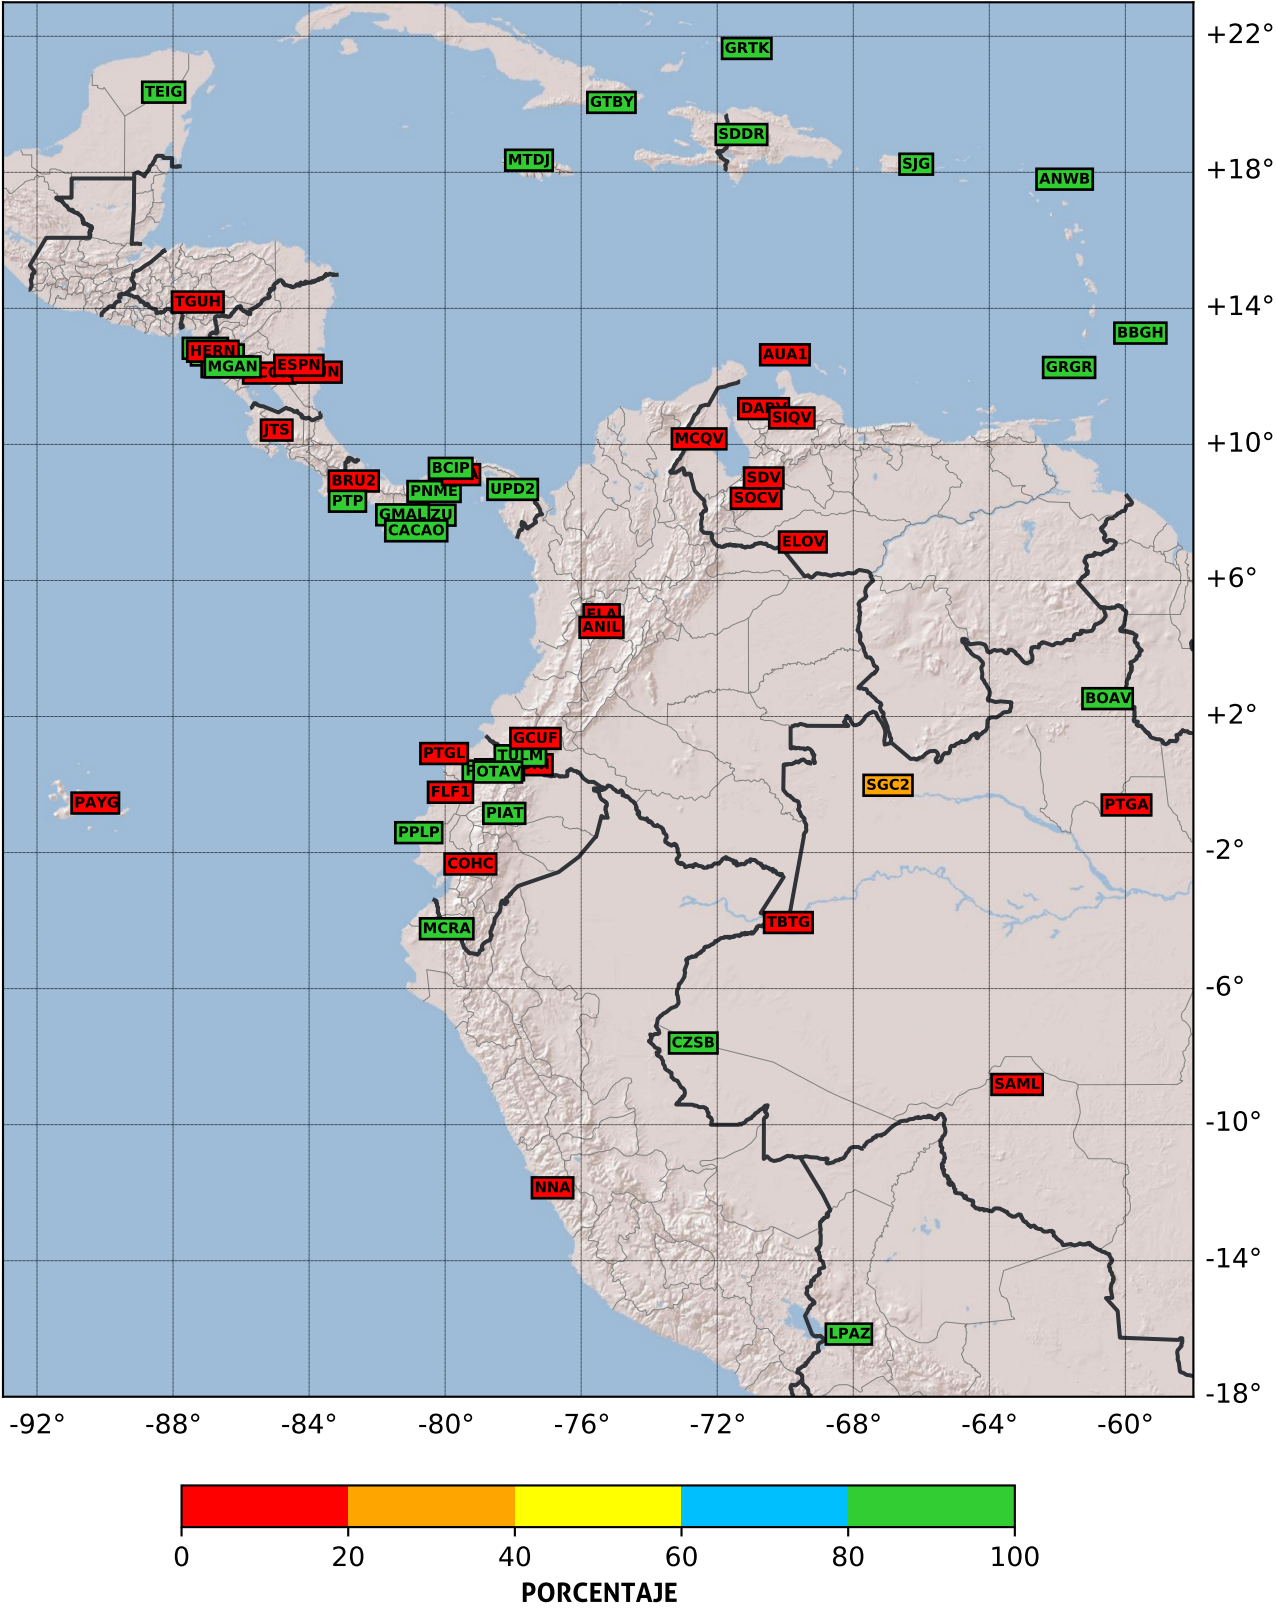 +22°
GRTK
TEIG
GTBY
SDDR
MTDJ
SJG
+18°
ANWB
TGUH
+14°
BBGH
HERN
AUA1
MGAN
ESPN
GRGR
SIQV
JTS
MCQV
+10°
BCIP
BRU2
SDV
PNME
UPD2
PTP
SOCV
GMAL
CACAO
ELOV
+6°
ANIL
BOAV
+2°
GCUF
PTGL
TULM
SGC2
FLF1
PAYG
PTGA
PIAT
PPLP
-2°
COHC
TBTG
MCRA
-6°
CZSB
SAML
-10°
NNA
-14°
LPAZ
-18°
-92° -88° -84° -80° -76° -72° -68° -64° -60°
0 20 40 60 80 100
PORCENTAJE